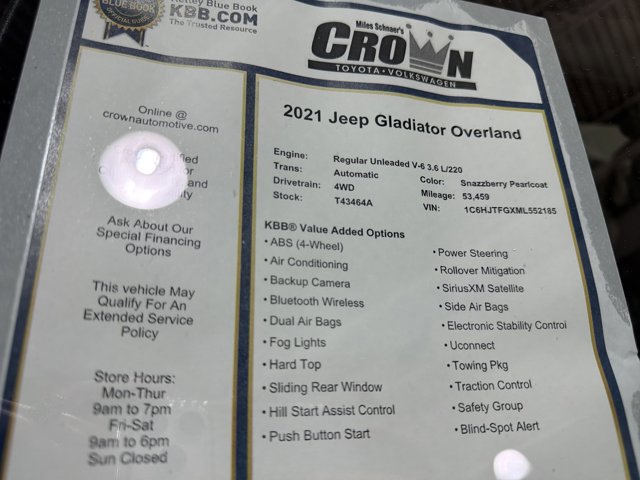 BLUE BOOK
Kelley Blue Book
KBB.COM
The Trusted Resource
Miles Schnaer's
CROWN
TOYOTA • VOLKSWAGEN
Online @
crownautomotive.com
Ask About Our
Special Financing
Options
This vehicle May
Qualify For An
Extended Service
Policy
Store Hours:
Mon-Thur
9am to 7pm
Fri-Sat
9am to 6pm
Sun Closed
2021 Jeep Gladiator Overland
Engine: Regular Unleaded V-6 3.6 L/220
Trans: Automatic
Drivetrain: 4WD
Stock: T43464A
Color: Snazzberry Pearlcoat
Mileage: 53,459
VIN: 1C6HJTFGXML552185
KBB® Value Added Options
• ABS (4-Wheel)
• Air Conditioning
• Backup Camera
• Bluetooth Wireless
• Dual Air Bags
• Fog Lights
• Hard Top
• Sliding Rear Window
• Hill Start Assist Control
• Push Button Start
• Power Steering
• Rollover Mitigation
• SiriusXM Satellite
• Side Air Bags
• Electronic Stability Control
• Uconnect
• Towing Pkg
• Traction Control
• Safety Group
• Blind-Spot Alert